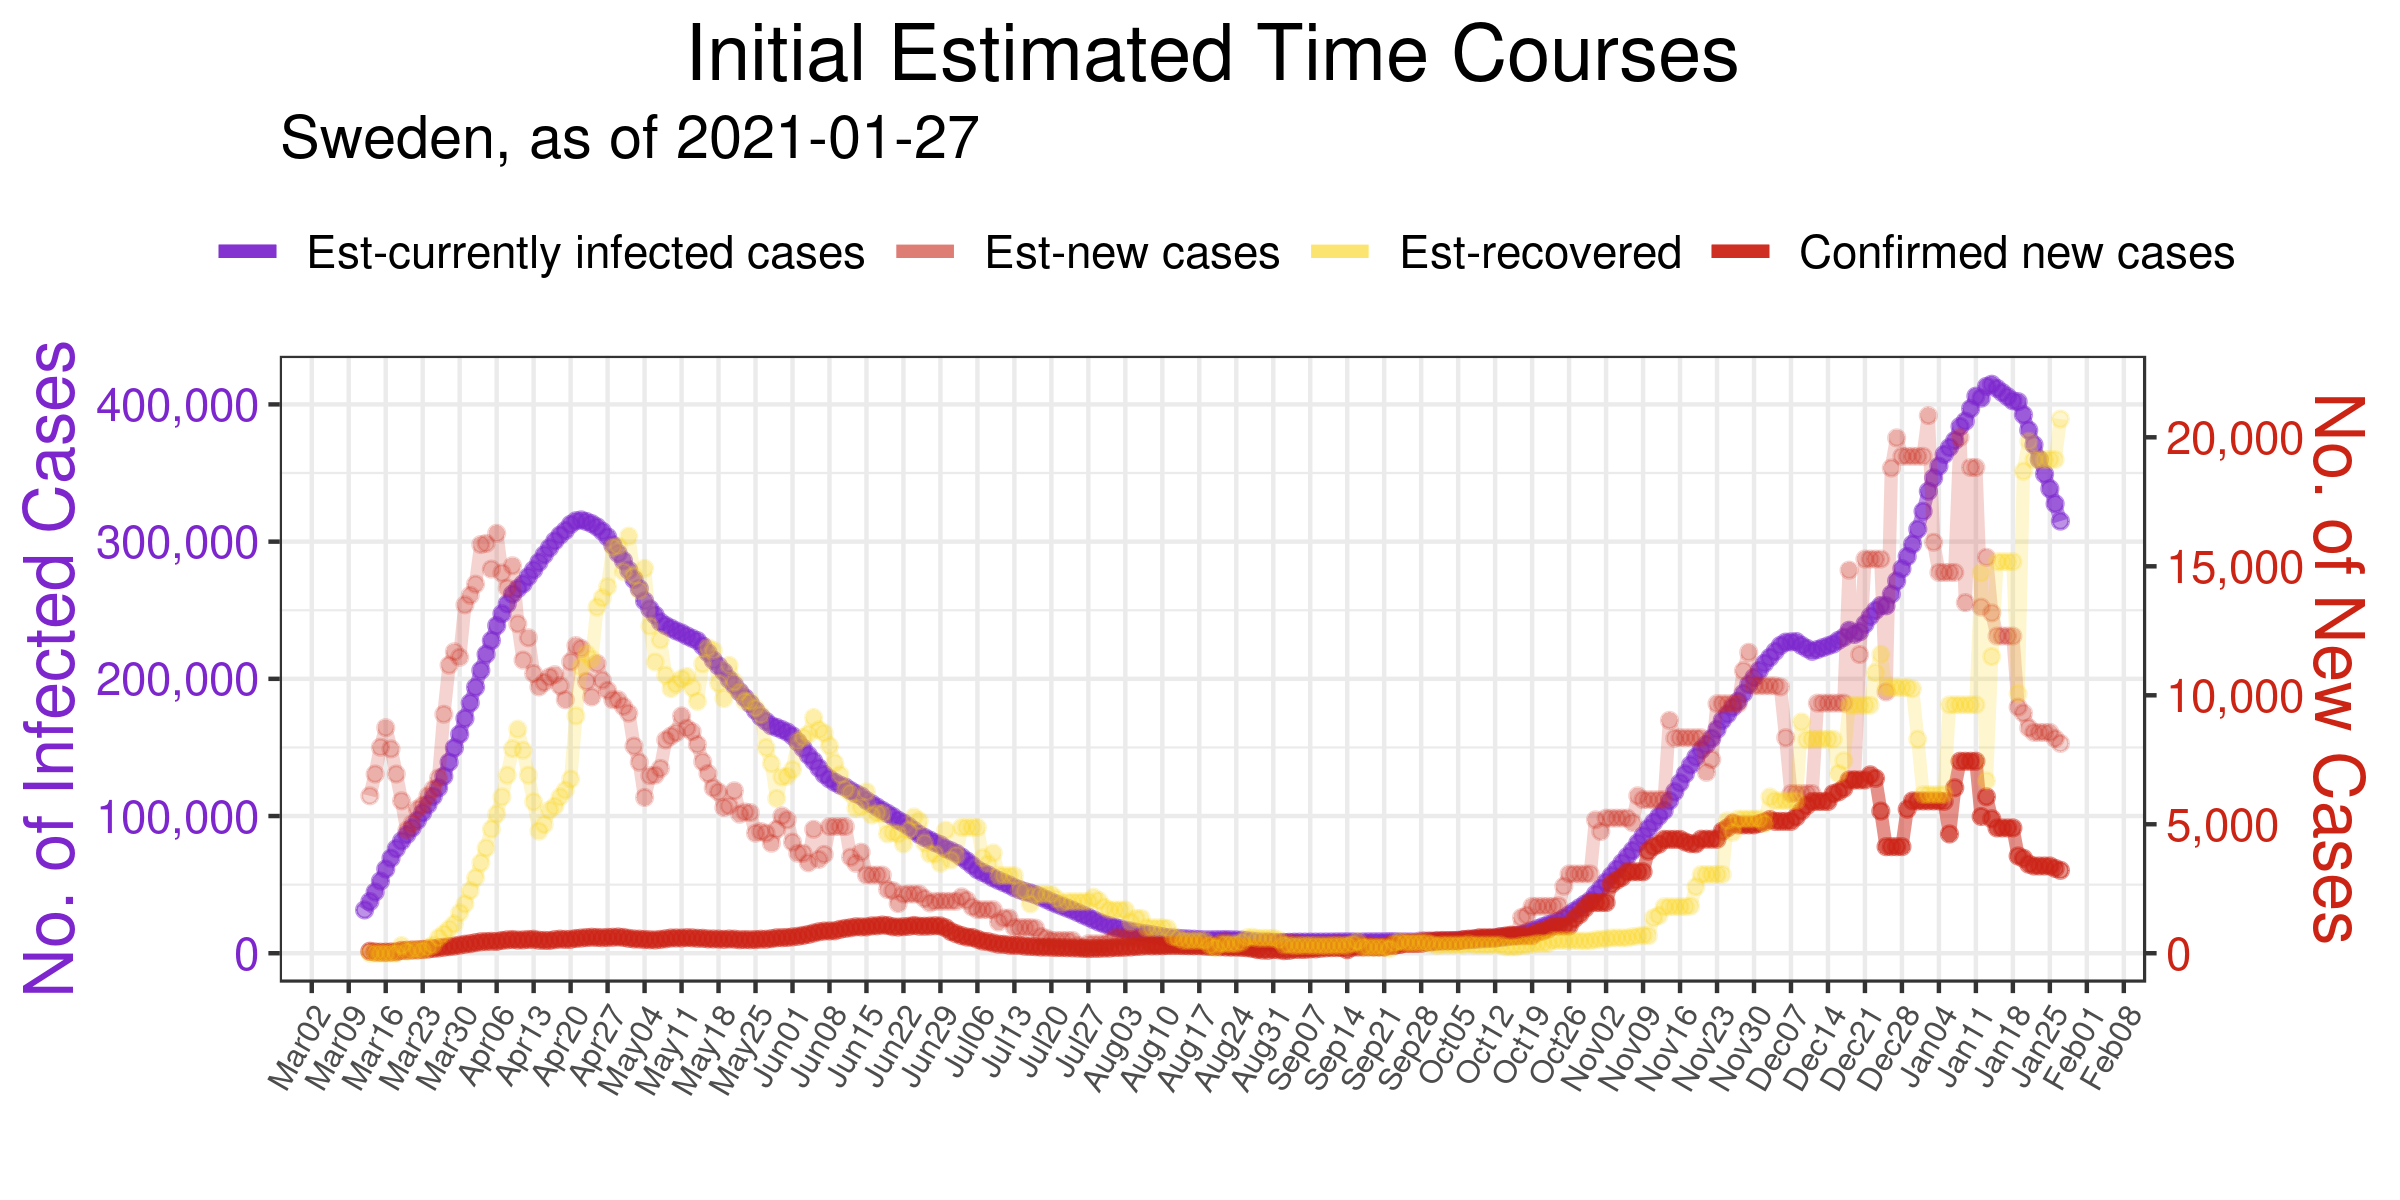 Initial Estimated Time Courses
Sweden, as of 2021-01-27
Est-currently infected cases Est-new cases Est-recovered Confirmed new cases
No. of Infected Cases
400,000
300,000
200,000
100,000
0
20,000
15,000
10,000
5,000
0
No. of New Cases
Mar02 Mar09 Mar16 Mar23 Mar30 Apr06 Apr13 Apr20 Apr27 May04 May11 May18 May25 Jun01 Jun08 Jun15 Jun22 Jun29 Jul06 Jul13 Jul20 Jul27 Aug03 Aug10 Aug17 Aug24 Aug31 Sep07 Sep14 Sep21 Sep28 Oct05 Oct12 Oct19 Oct26 Nov02 Nov09 Nov16 Nov23 Nov30 Dec07 Dec14 Dec21 Dec28 Jan04 Jan11 Jan18 Jan25 Feb01 Feb08